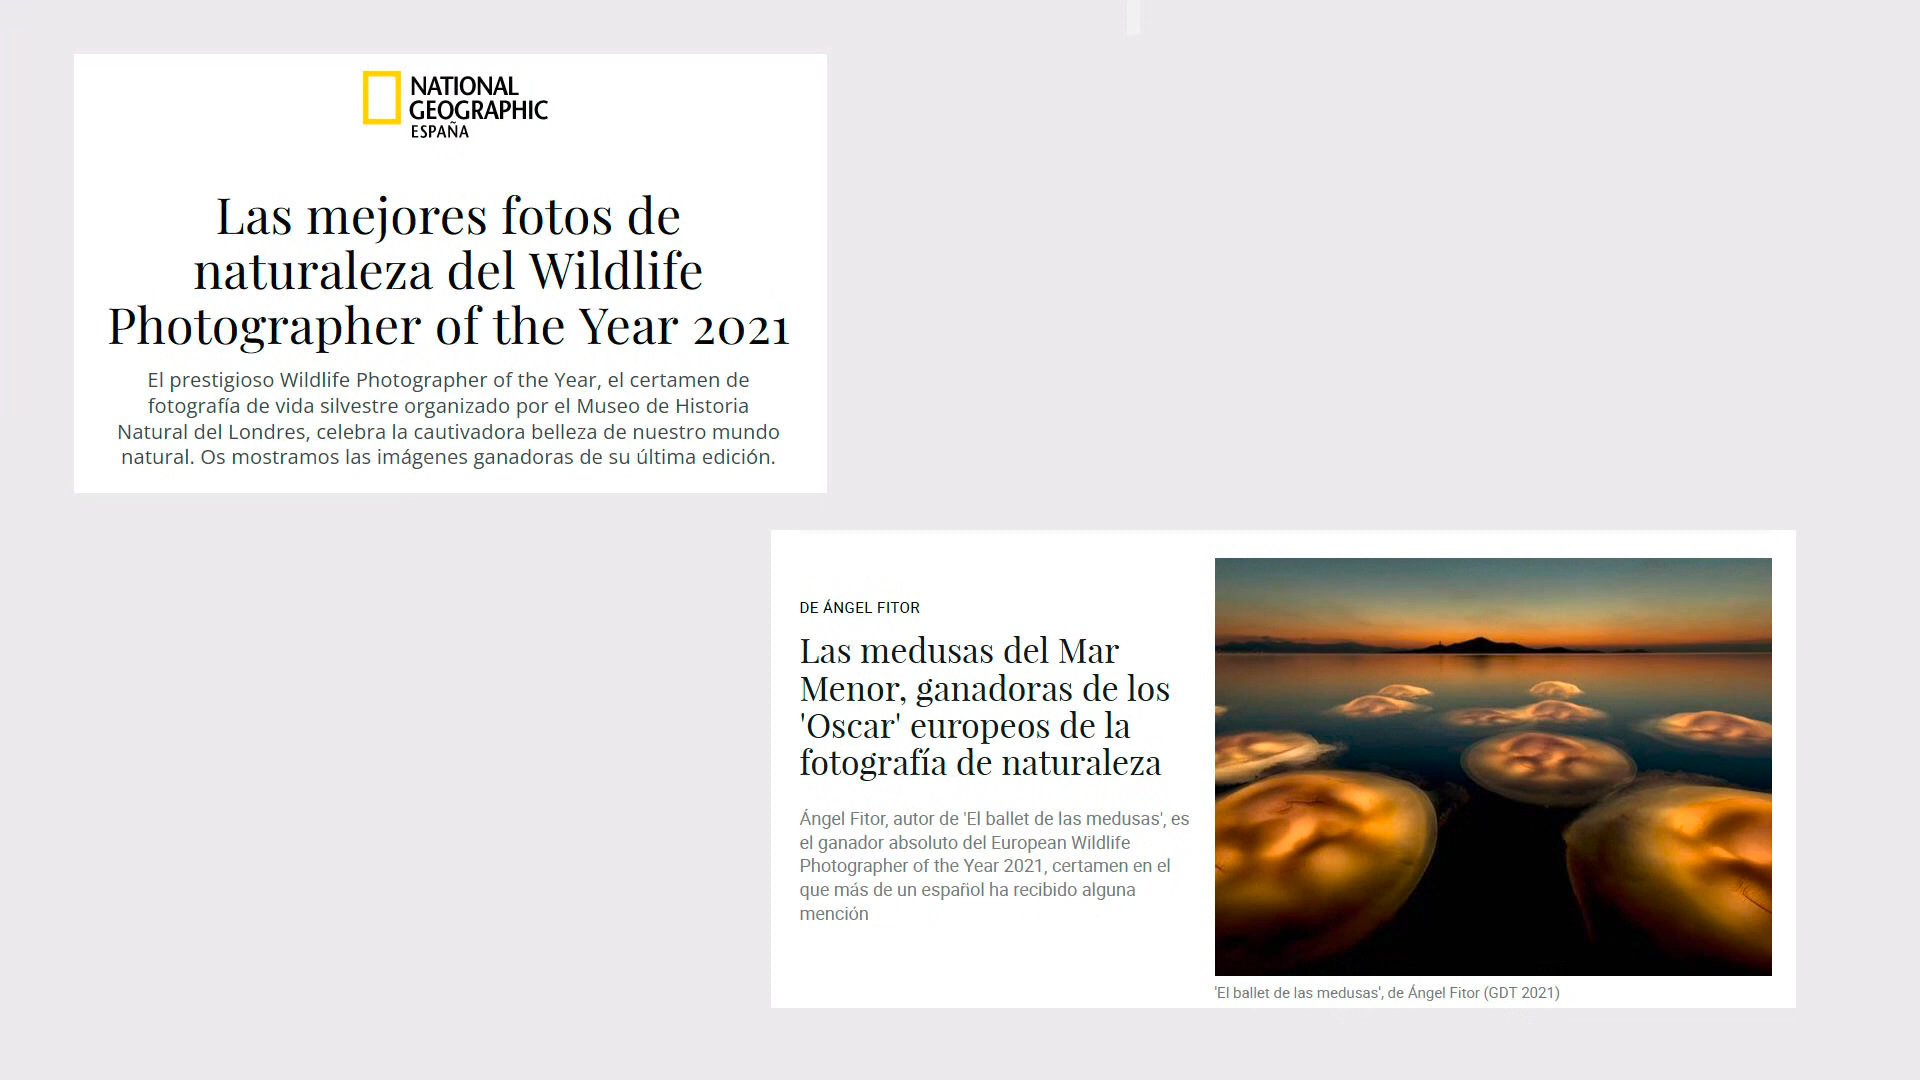 NATIONAL
GEOGRAPHIC
ESPAÑA
Las mejores fotos de
naturaleza del Wildlife
Photographer of the Year 2021
El prestigioso Wildlife Photographer of the Year, el certamen de
fotografía de vida silvestre organizado por el Museo de Historia
Natural del Londres, celebra la cautivadora belleza de nuestro mundo
natural. Os mostramos las imágenes ganadoras de su última edición.
DE ÁNGEL FITOR
Las medusas del Mar
Menor, ganadoras de los
'Oscar' europeos de la
fotografía de naturaleza
Ángel Fitor, autor de 'El ballet de las medusas', es
el ganador absoluto del European Wildlife
Photographer of the Year 2021, certamen en el
que más de un español ha recibido alguna
mención
'El ballet de las medusas', de Ángel Fitor (GDT 2021)